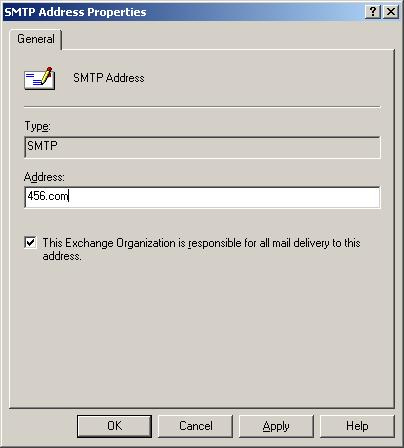 SMTP Address Properties
General
SMTP Address
Type:
SMTP
Address:
456.com
This Exchange Organization is responsible for all mail delivery to this
address.
OK Cancel Apply Help